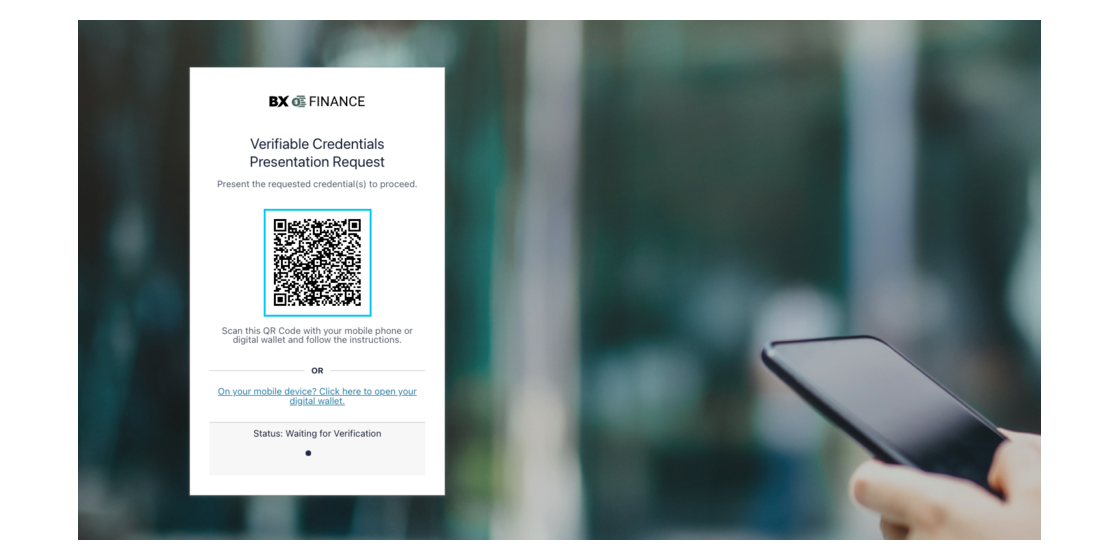 BX FINANCE
Verifiable Credentials
Presentation Request
Present the requested credential(s) to proceed.
Scan this QR Code with your mobile phone or
digital wallet and follow the instructions.
OR
On your mobile device? Click here to open your
digital wallet.
Status: Waiting for Verification